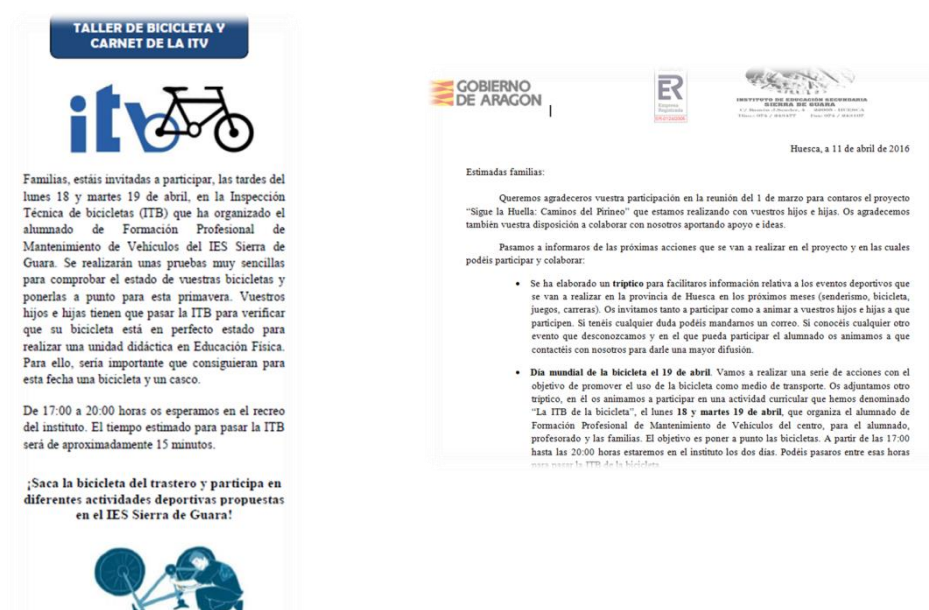 TALLER DE BICICLETA Y
CARNET DE LA ITV
itv
Familias, estáis invitadas a participar, las tardes del
lunes 18 y martes 19 de abril, en la Inspección
Técnica de bicicletas (ITB) que ha organizado el
alumnado de Formación Profesional de
Mantenimiento de Vehículos del IES Sierra de
Guara. Se realizarán unas pruebas muy sencillas
para comprobar el estado de vuestras bicicletas y
ponerlas a punto para esta primavera. Vuestros
hijos e hijas tienen que pasar la ITB para verificar
que su bicicleta está en perfecto estado para
realizar una unidad didáctica en Educación Física.
Para ello, sería importante que consiguieran para
esta fecha una bicicleta y un casco.
De 17:00 a 20:00 horas os esperamos en el recreo
del instituto. El tiempo estimado para pasar la ITB
será de aproximadamente 15 minutos.
¡Saca la bicicleta del trastero y participa en
diferentes actividades deportivas propuestas
en el IES Sierra de Guara!
GOBIERNO
DE ARAGON
ER
Empresa
Registrada
INSTITUTO DE EDUCACIÓN SECUNDARIA
SIERRA DE GUARA
Huesca, a 11 de abril de 2016
Estimadas familias:
Queremos agradeceros vuestra participación en la reunión del 1 de marzo para contaros el proyecto
“Sigue la Huella: Caminos del Pirineo” que estamos realizando con vuestros hijos e hijas. Os agradecemos
también vuestra disposición a colaborar con nosotros aportando apoyo e ideas.
Pasamos a informaros de las próximas acciones que se van a realizar en el proyecto y en las cuales
podéis participar y colaborar:
• Se ha elaborado un tríptico para facilitaros información relativa a los eventos deportivos que
se van a realizar en la provincia de Huesca en los próximos meses (senderismo, bicicleta,
juegos, carreras). Os invitamos tanto a participar como a animar a vuestros hijos e hijas a que
participen. Si tenéis cualquier duda podéis mandarnos un correo. Si conocéis cualquier otro
evento que desconozcamos y en el que pueda participar el alumnado os animamos a que
contactéis con nosotros para darle una mayor difusión.
• Día mundial de la bicicleta el 19 de abril. Vamos a realizar una serie de acciones con el
objetivo de promover el uso de la bicicleta como medio de transporte. Os adjuntamos otro
tríptico, en él os animamos a participar en una actividad curricular que hemos denominado
“La ITB de la bicicleta”, el lunes 18 y martes 19 de abril, que organiza el alumnado de
Formación Profesional de Mantenimiento de Vehículos del centro, para el alumnado,
profesorado y las familias. El objetivo es poner a punto las bicicletas. A partir de las 17:00
hasta las 20:00 horas estaremos en el instituto los dos días. Podéis pasaros entre esas horas
para pasar la ITB de la bicicleta.